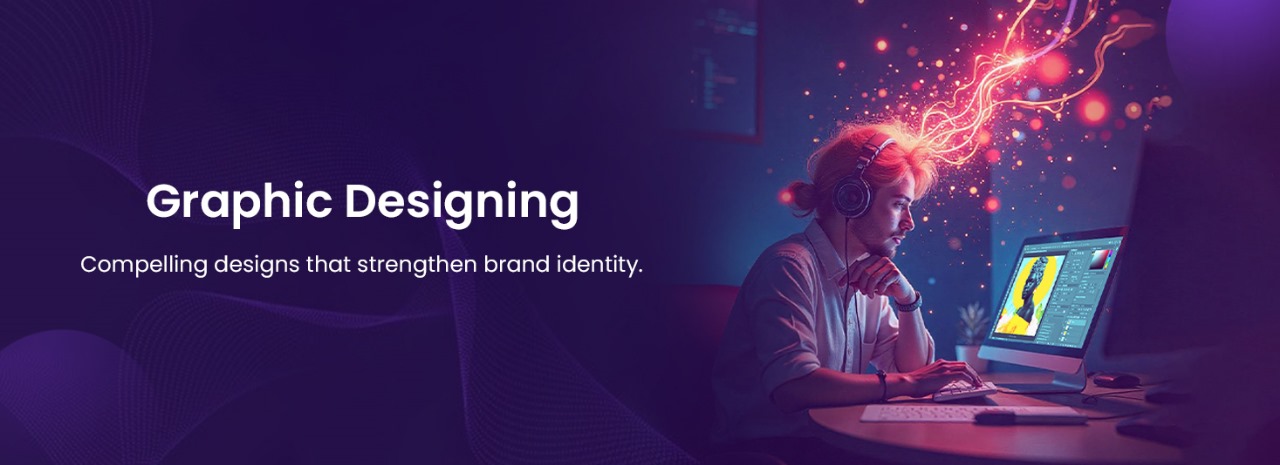 Graphic Designing
Compelling designs that strengthen brand identity.